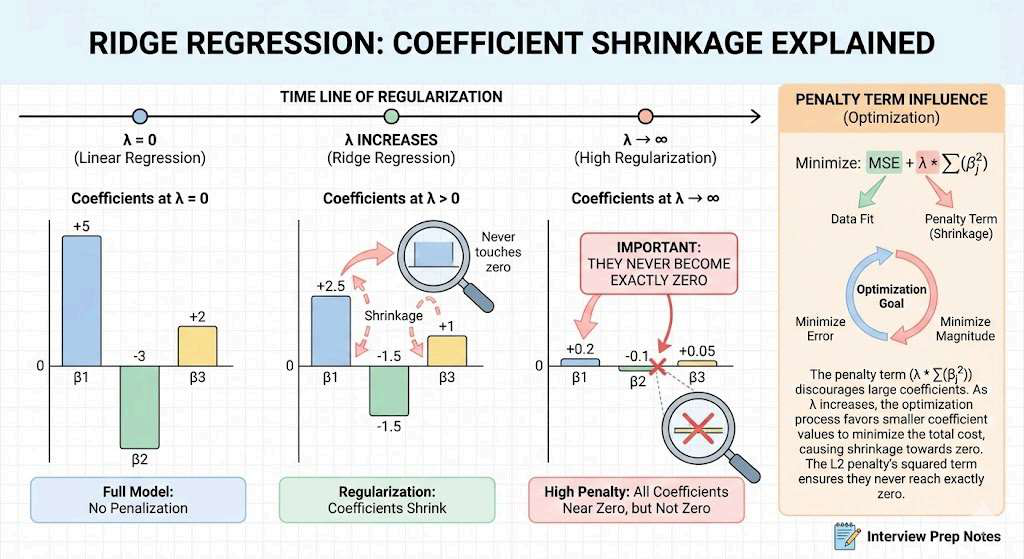 RIDGE REGRESSION: COEFFICIENT SHRINKAGE EXPLAINED
TIME LINE OF REGULARIZATION
λ = 0
(Linear Regression)
λ INCREASES
(Ridge Regression)
λ → ∞
(High Regularization)
Coefficients at λ = 0
+5
-3
+2
0
β1
β2
β3
Full Model:
No Penalization
Coefficients at λ > 0
Never
touches
zero
+2.5
Shrinkage
+1
-1.5
0
β1
β3
-1.5
Regularization:
Coefficients Shrink
Coefficients at λ → ∞
IMPORTANT:
THEY NEVER BECOME
EXACTLY ZERO
+0.2
-0.1
+0.05
0
β1
β2
β3
High Penalty: All Coefficients
Near Zero, but Not Zero
PENALTY TERM INFLUENCE
(Optimization)
Minimize: MSE + λ * ∑(βj²)
Data Fit
Penalty Term
(Shrinkage)
Optimization
Goal
Minimize
Error
Minimize
Magnitude
The penalty term (λ * ∑(βj²))
discourages large coefficients. As
λ increases, the optimization
process favors smaller coefficient
values to minimize the total cost,
causing shrinkage towards zero.
The L2 penalty's squared term
ensures they never reach exactly
zero.
Interview Prep Notes